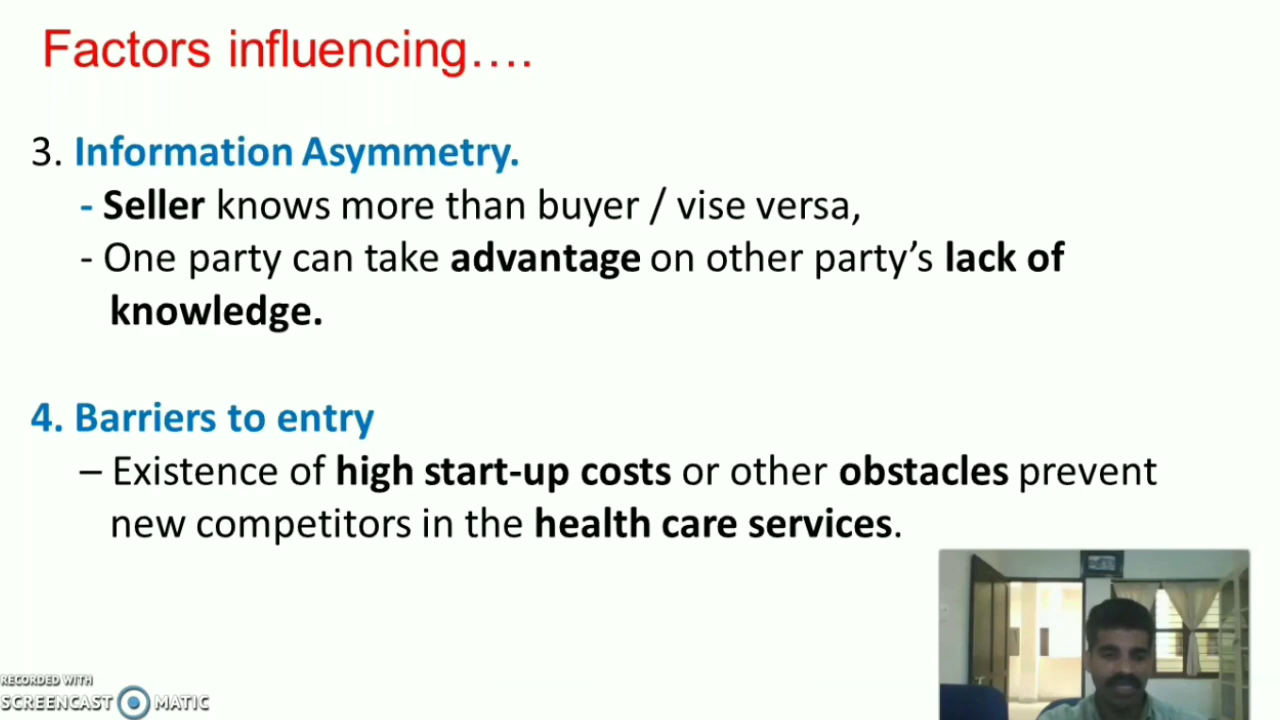 Factors influencing….
3. Information Asymmetry.
- Seller knows more than buyer / vise versa,
- One party can take advantage on other party’s lack of
knowledge.
4. Barriers to entry
– Existence of high start-up costs or other obstacles prevent
new competitors in the health care services.
RECORDED WITH
SCREENCAST MATIC